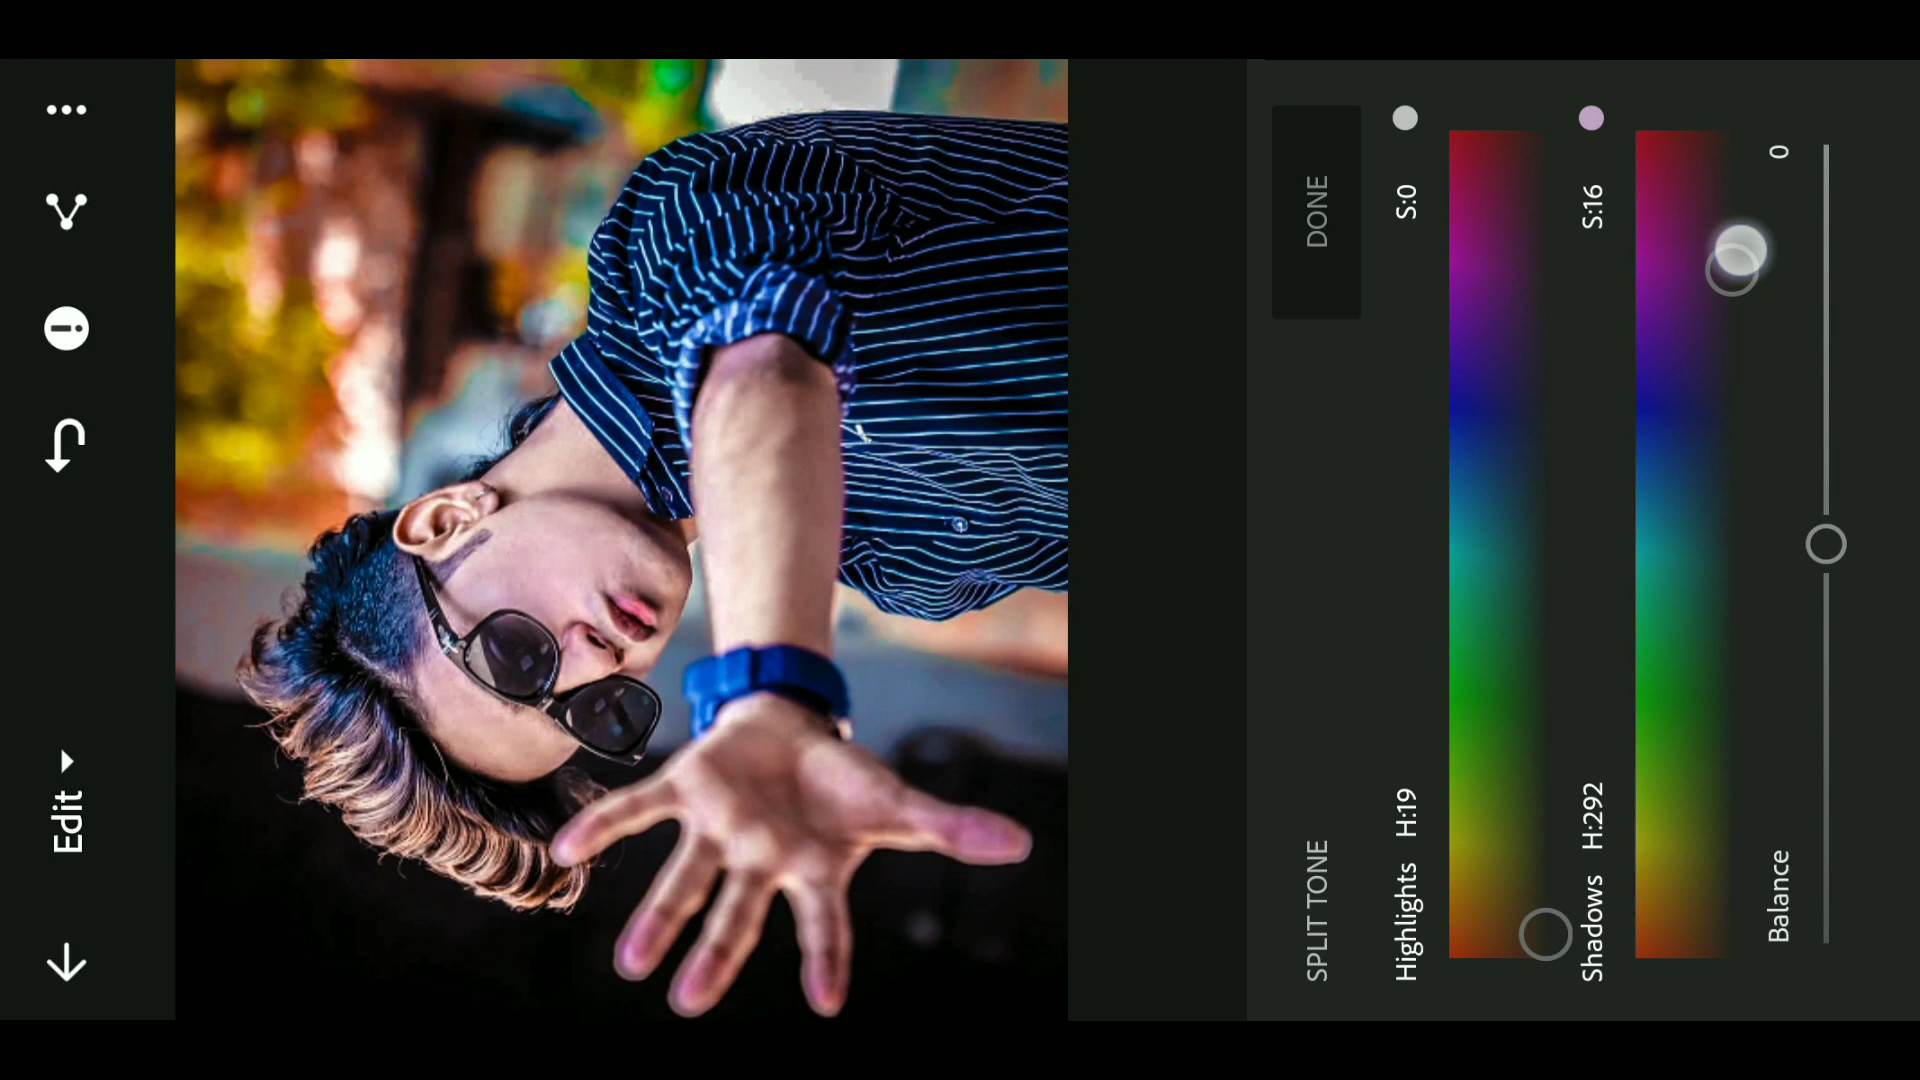 Edit
SPLIT TONE DONE
Highlights H:19 S:0
Shadows H:292 S:16
Balance 0